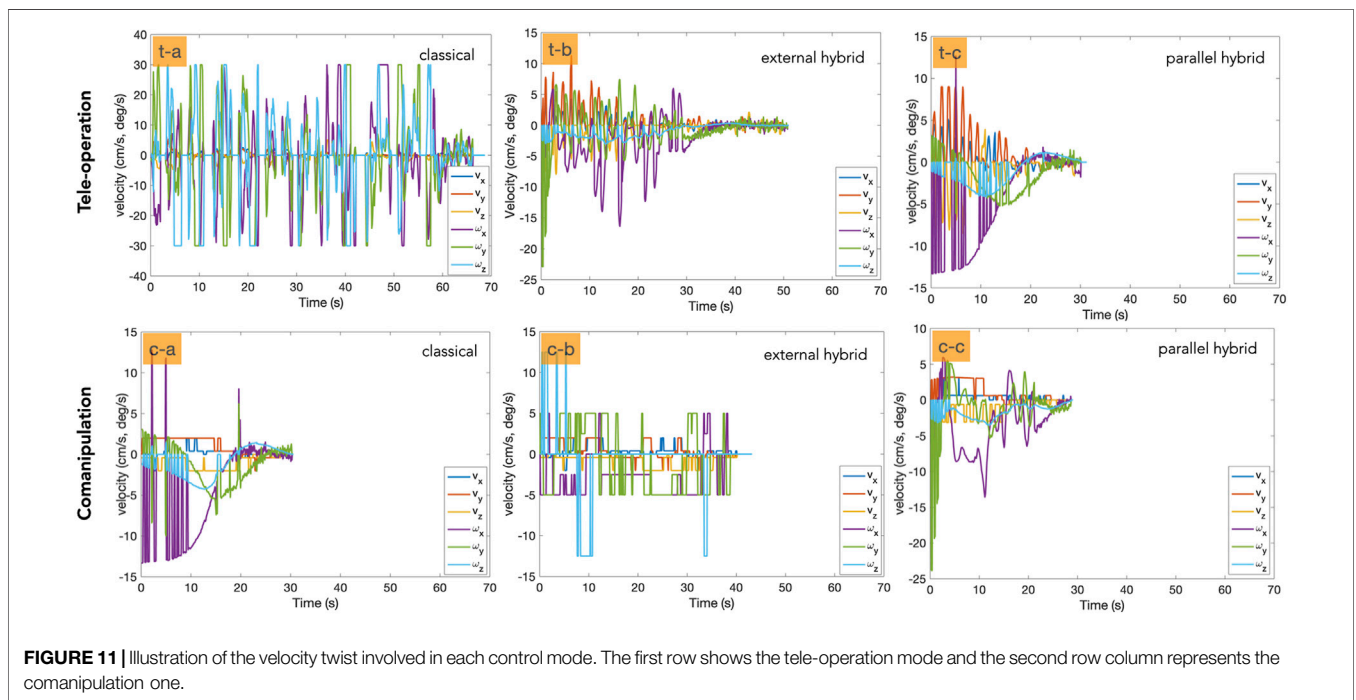 Tele-operation
t-a
classical
velocity (cm/s, deg/s)
40
30
20
10
0
-10
-20
-30
40
0 10 20 30 40 50 60 70
Time (s)
v_x
v_y
v_z
ω_x
ω_y
ω_z
t-b
external hybrid
Velocity (cm/s, deg/s)
15
10
5
0
-5
-10
-15
-20
-25
0 10 20 30 40 50 60 70
Time (s)
v_x
v_y
v_z
ω_x
ω_y
ω_z
t-c
parallel hybrid
velocity (cm/s, deg/s)
15
10
5
0
-5
-10
-15
0 10 20 30 40 50 60 70
Time (s)
v_x
v_y
v_z
ω_x
ω_y
ω_z
Comanipulation
c-a
classical
velocity (cm/s, deg/s)
15
10
5
0
-5
-10
-15
0 10 20 30 40 50 60 70
Time (s)
v_x
v_y
v_z
ω_x
ω_y
ω_z
c-b
external hybrid
velocity (cm/s, deg/s)
15
10
5
0
-5
-10
-15
0 10 20 30 40 50 60 70
Time (s)
v_x
v_y
v_z
ω_x
ω_y
ω_z
c-c
parallel hybrid
velocity (cm/s, deg/s)
10
5
0
-5
-10
-15
-20
-25
0 10 20 30 40 50 60 70
Time (s)
v_x
v_y
v_z
ω_x
ω_y
ω_z
FIGURE 11 | Illustration of the velocity twist involved in each control mode. The first row shows the tele-operation mode and the second row column represents the
comanipulation one.